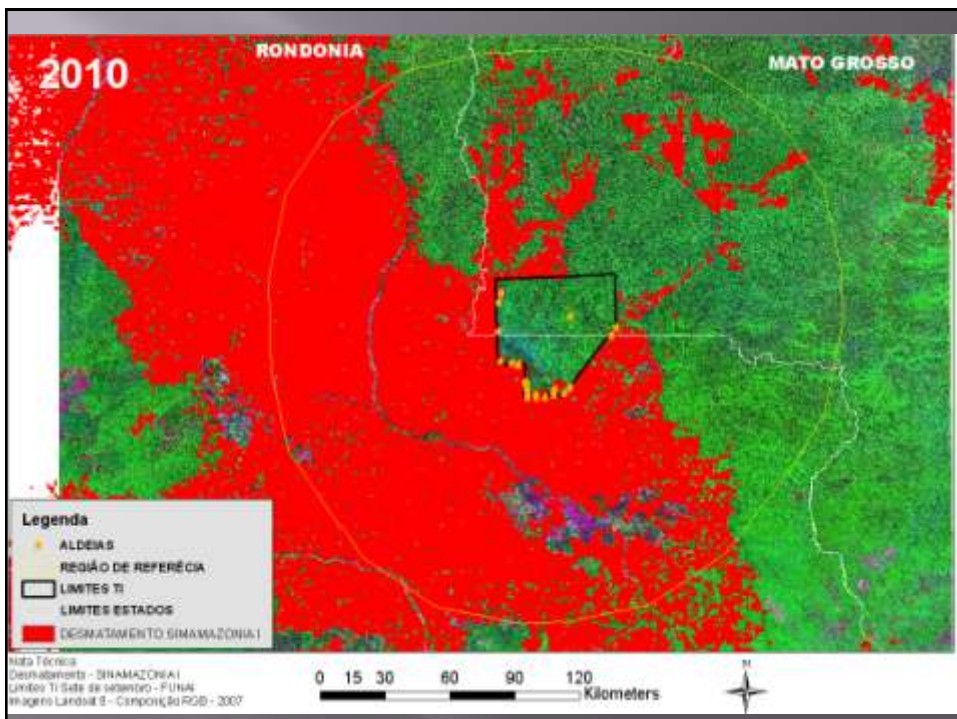 RONDONIA
2010
MATO GROSSO
Legenda
ALDEIAS
REGIÃO DE REFERÊCIA
LIMITES TI
LIMITES ESTADOS
DESMATAMENTO SIMAMAZONIA I
Nota Técnica
Desmatamento - SIMAMAZONIA I
Limites TI Sete de setembro - FUNAI
Imagens Landsat 5 - Composição RGB - 2007
0 15 30 60 90 120
Kilometers
N